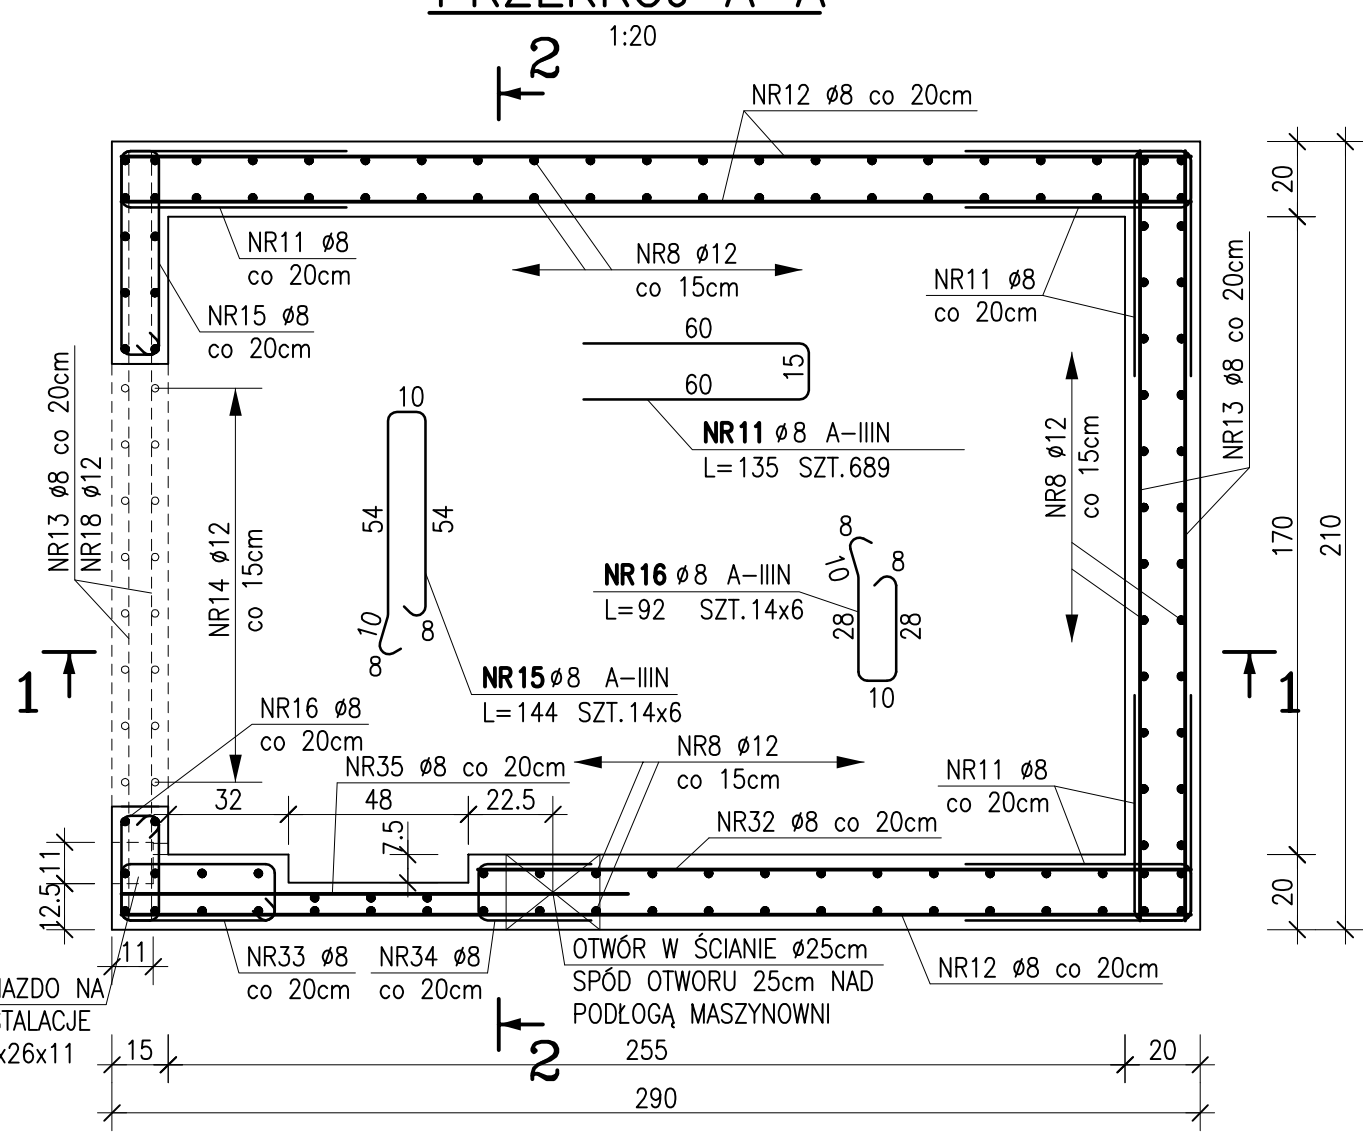 PRZEKRÓJ A-A
1:20
2
NR12 ø8 co 20cm
20
NR11 ø8
co 20cm
NR8 ø12
co 15cm
NR11 ø8
co 20cm
NR15 ø8
co 20cm
60
15
60
NR11 ø8 A-IIIN
L=135 SZT.689
NR13 ø8 co 20cm
NR13 ø8 co 20cm
NR18 ø12
NR14 ø12
co 15cm
10
54
54
10
8
8
NR15 ø8 A-IIIN
L=144 SZT.14x6
8
10
8
NR16 ø8 A-IIIN
L=92 SZT.14x6
28
28
10
NR8 ø12
co 15cm
170
210
1
1
NR16 ø8
co 20cm
NR35 ø8 co 20cm
NR8 ø12
co 15cm
NR11 ø8
co 20cm
32
48
22.5
7.5
NR32 ø8 co 20cm
11
12.5
20
11
NR33 ø8
co 20cm
NR34 ø8
co 20cm
OTWÓR W ŚCIANIE ø25cm
SPÓD OTWORU 25cm NAD
PODŁOGĄ MASZYNOWNI
NR12 ø8 co 20cm
AZDO NA
STALACJE
x26x11
2
15
255
20
290